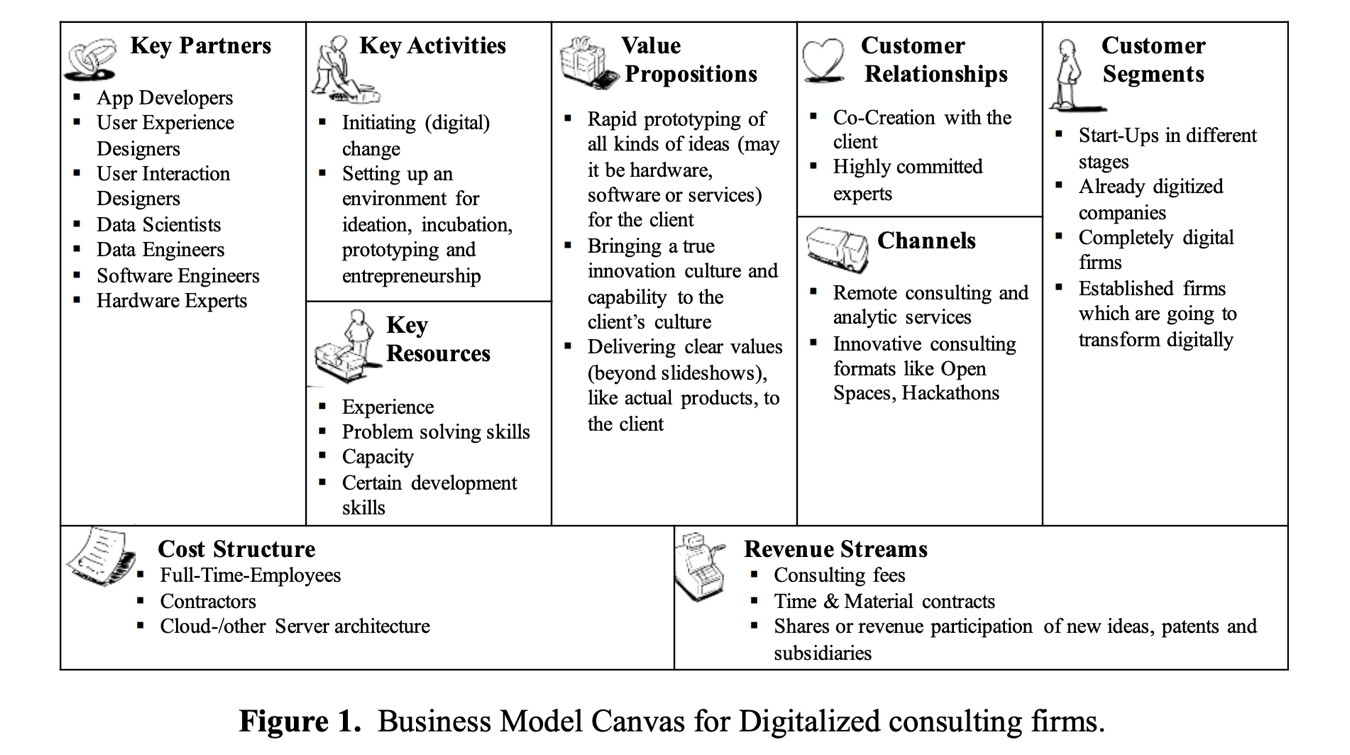 Key Partners
▪ App Developers
▪ User Experience
Designers
▪ User Interaction
Designers
▪ Data Scientists
▪ Data Engineers
▪ Software Engineers
▪ Hardware Experts
Key Activities
▪ Initiating (digital)
change
▪ Setting up an
environment for
ideation, incubation,
prototyping and
entrepreneurship
Key
Resources
▪ Experience
▪ Problem solving skills
▪ Capacity
▪ Certain development
skills
Value
Propositions
▪ Rapid prototyping of
all kinds of ideas (may
it be hardware,
software or services)
for the client
▪ Bringing a true
innovation culture and
capability to the
client's culture
▪ Delivering clear values
(beyond slideshows),
like actual products, to
the client
Customer
Relationships
▪ Co-Creation with the
client
▪ Highly committed
experts
Channels
▪ Remote consulting and
analytic services
▪ Innovative consulting
formats like Open
Spaces, Hackathons
Customer
Segments
▪ Start-Ups in different
stages
▪ Already digitized
companies
▪ Completely digital
firms
▪ Established firms
which are going to
transform digitally
Cost Structure
▪ Full-Time-Employees
▪ Contractors
▪ Cloud-/other Server architecture
Revenue Streams
▪ Consulting fees
▪ Time & Material contracts
▪ Shares or revenue participation of new ideas, patents and
subsidiaries
Figure 1. Business Model Canvas for Digitalized consulting firms.